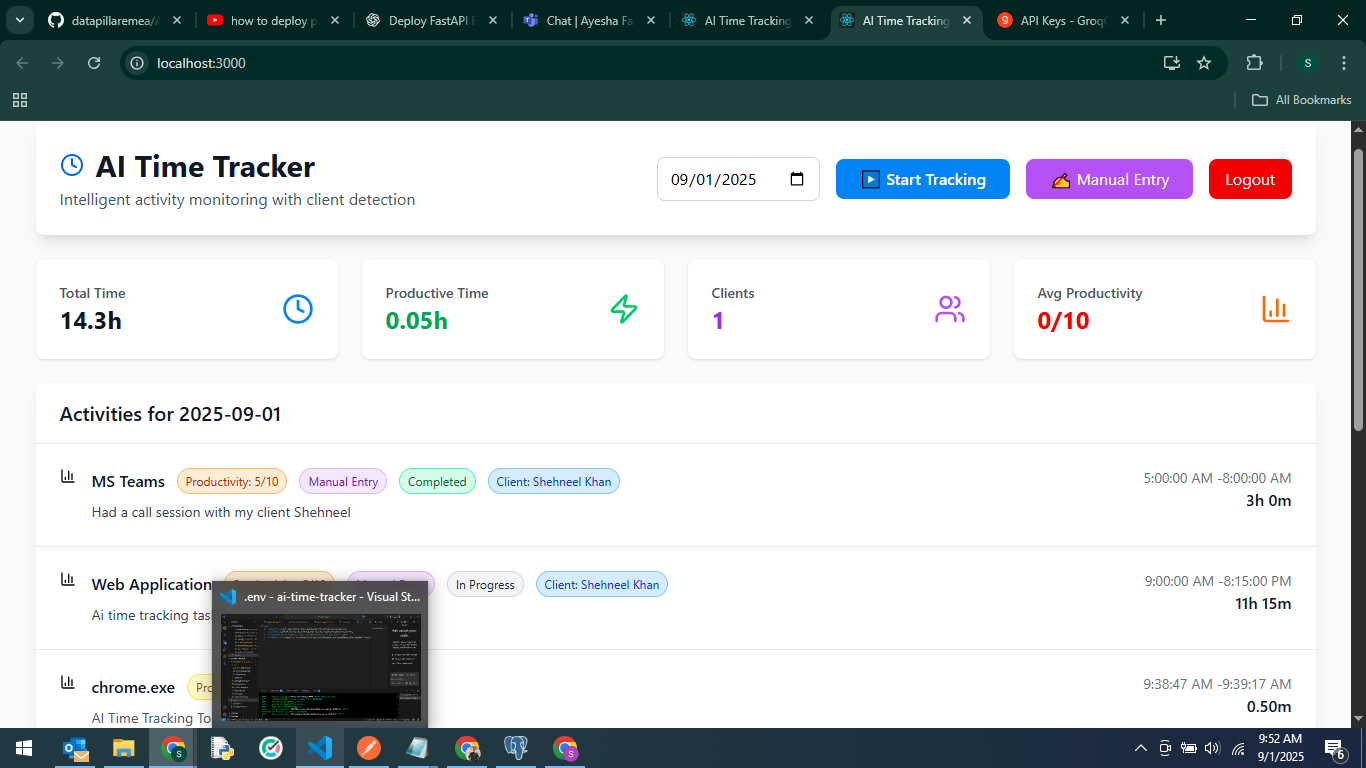 datapillaremea/A
how to deploy p
Deploy FastAPI F
Chat | Ayesha Fa
AI Time Tracking
AI Time Tracking
API Keys - GroqC
localhost:3000
S
All Bookmarks
AI Time Tracker
Intelligent activity monitoring with client detection
09/01/2025
Start Tracking
Manual Entry
Logout
Total Time
14.3h
Productive Time
0.05h
Clients
1
Avg Productivity
0/10
Activities for 2025-09-01
MS Teams Productivity: 5/10 Manual Entry Completed Client: Shehneel Khan
5:00:00 AM -8:00:00 AM
3h 0m
Had a call session with my client Shehneel
Web Application In Progress Client: Shehneel Khan
9:00:00 AM -8:15:00 PM
11h 15m
Ai time tracking tas
.env - ai-time-tracker - Visual St...
chrome.exe Pro
9:38:47 AM -9:39:17 AM
0.50m
AI Time Tracking To
9:52 AM
9/1/2025
6